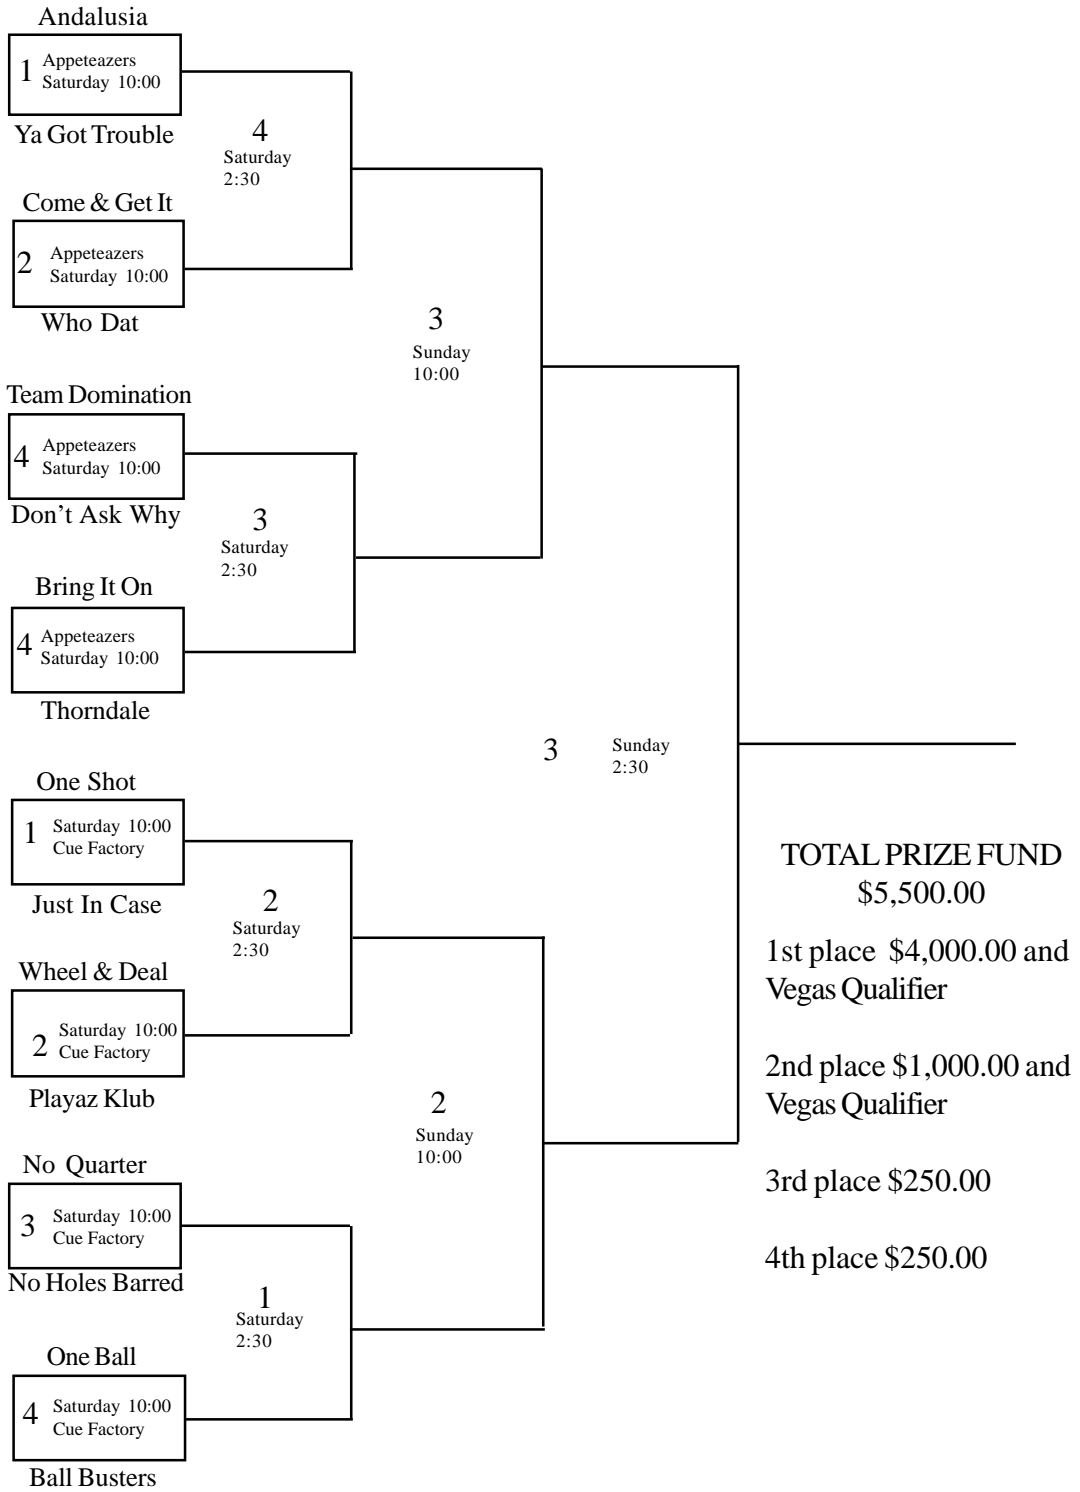 Andalusia
1 Appeteazers
Saturday 10:00
Ya Got Trouble
4
Saturday
2:30
Come & Get It
2 Appeteazers
Saturday 10:00
Who Dat
3
Sunday
10:00
Team Domination
4 Appeteazers
Saturday 10:00
Don't Ask Why
3
Saturday
2:30
Bring It On
4 Appeteazers
Saturday 10:00
Thorndale
3 Sunday
2:30
One Shot
1 Saturday 10:00
Cue Factory
Just In Case
2
Saturday
2:30
Wheel & Deal
2 Saturday 10:00
Cue Factory
Playaz Klub
2
Sunday
10:00
No Quarter
3 Saturday 10:00
Cue Factory
No Holes Barred
1
Saturday
2:30
One Ball
4 Saturday 10:00
Cue Factory
Ball Busters
TOTAL PRIZE FUND
$5,500.00
1st place $4,000.00 and
Vegas Qualifier
2nd place $1,000.00 and
Vegas Qualifier
3rd place $250.00
4th place $250.00